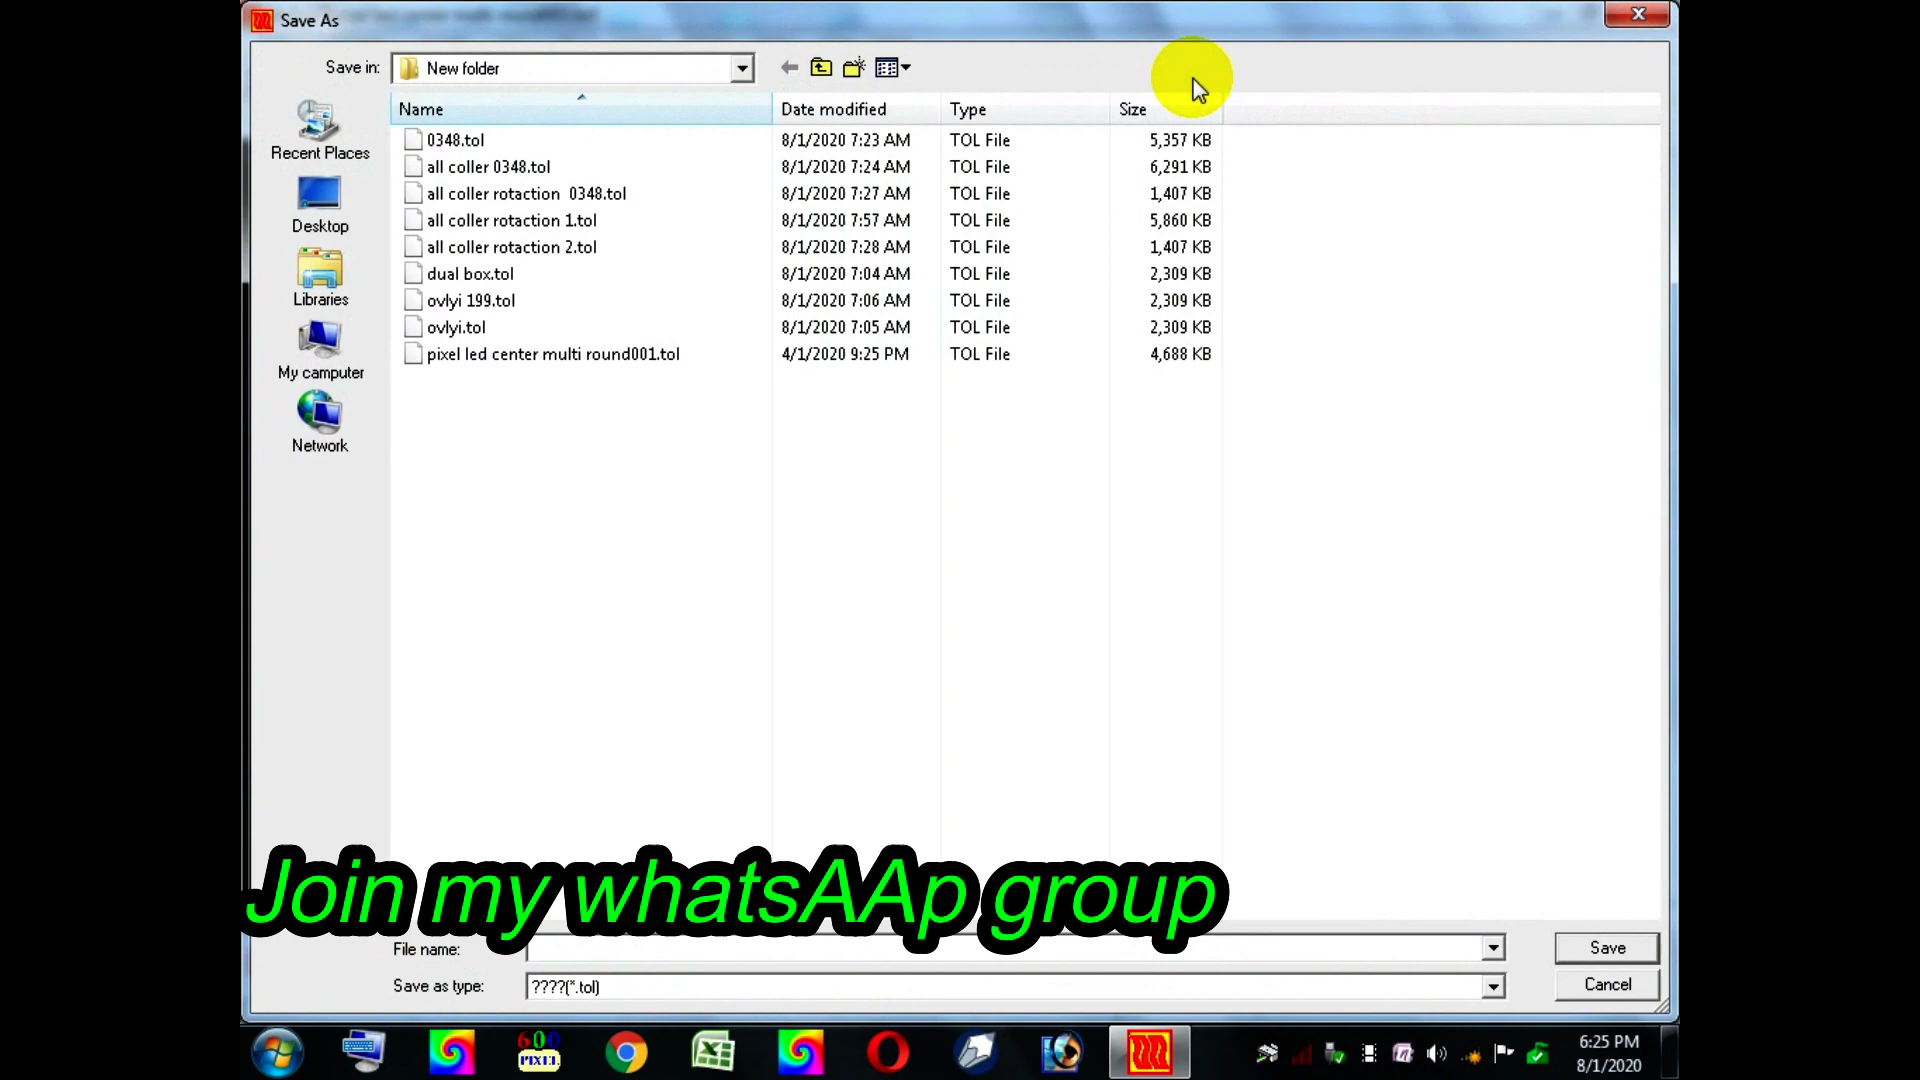 Save As
Save in: New folder
Name Date modified Type Size
0348.tol 8/1/2020 7:23 AM TOL File 5,357 KB
all coller 0348.tol 8/1/2020 7:24 AM TOL File 6,291 KB
all coller rotaction  0348.tol 8/1/2020 7:27 AM TOL File 1,407 KB
all coller rotaction 1.tol 8/1/2020 7:57 AM TOL File 5,860 KB
all coller rotaction 2.tol 8/1/2020 7:28 AM TOL File 1,407 KB
dual box.tol 8/1/2020 7:04 AM TOL File 2,309 KB
ovlyi 199.tol 8/1/2020 7:06 AM TOL File 2,309 KB
ovlyi.tol 8/1/2020 7:05 AM TOL File 2,309 KB
pixel led center multi round001.tol 4/1/2020 9:25 PM TOL File 4,688 KB
Recent Places
Desktop
Libraries
My camputer
Network
Join my whatsAAp group
File name: Save
Save as type: ????(*.tol) Cancel
600
PIXEL
6:25 PM
8/1/2020